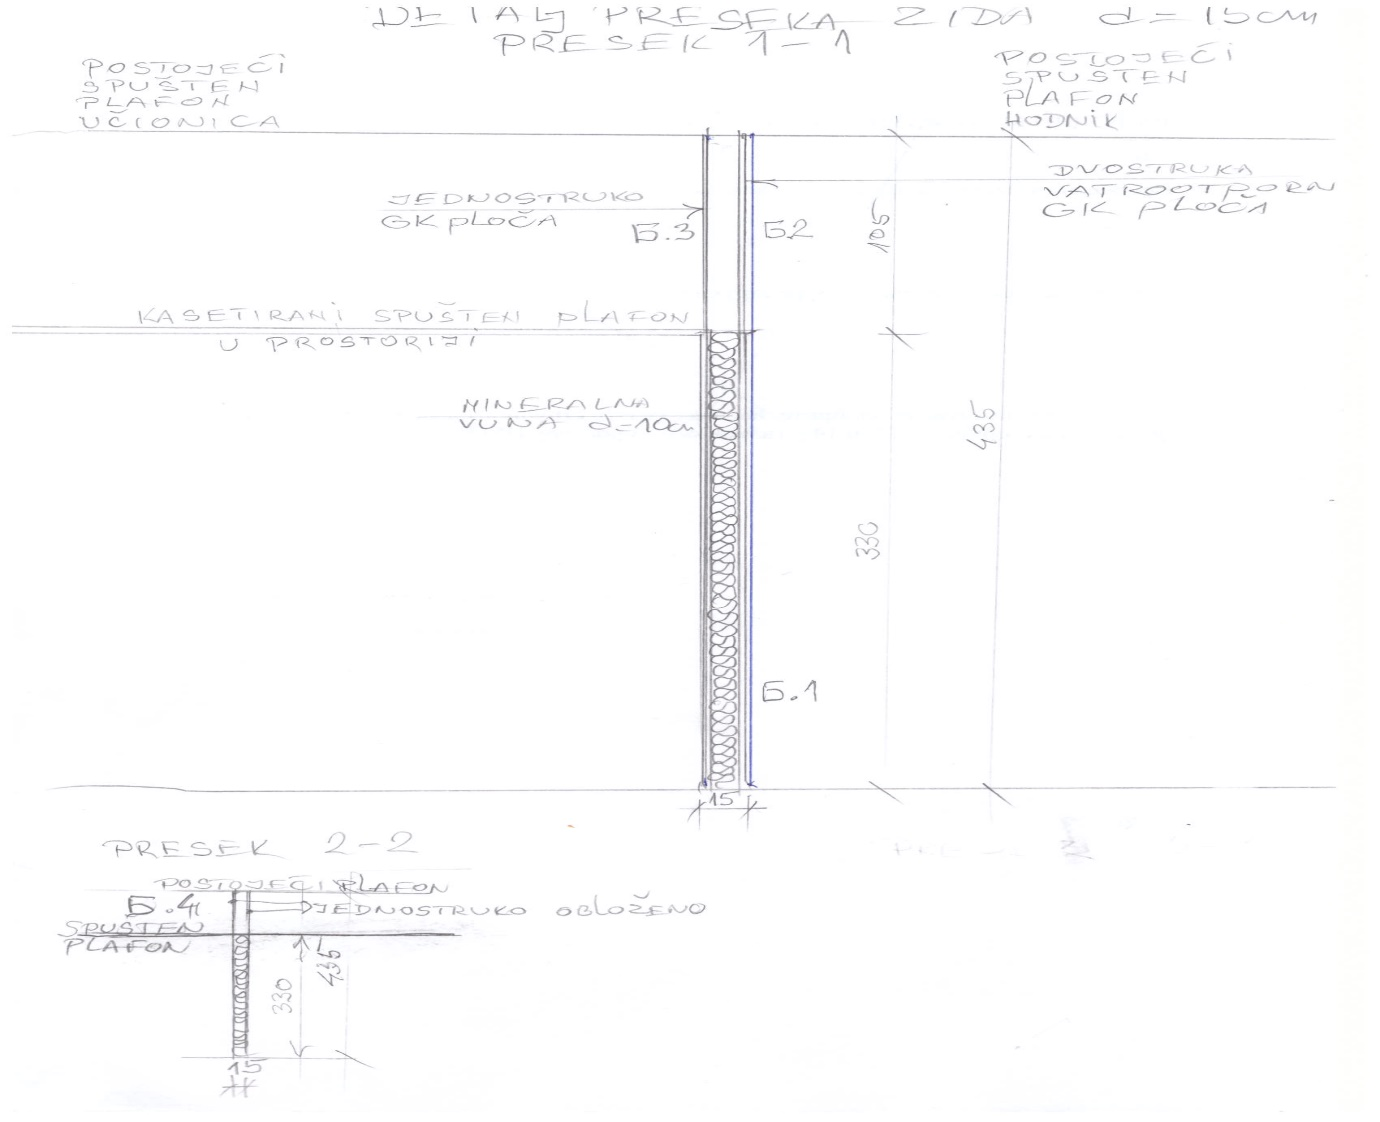 DETALJ PRESEKA ZIDA d=15cm
PRESEK 1-1
POSTOJEĆI
SPUŠTEN
PLAFON
UČIONICA
POSTOJEĆI
SPUŠTEN
PLAFON
HODNIK
JEDNOSTRUKO
GK PLOČA
Б.3
Б2
DVOSTRUKA
VATROOTPORN
GK PLOČA
105
KASETIRANI SPUŠTEN PLAFON
U PROSTORIJI
MINERALNA
VUNA d=10cm
435
330
Б.1
15
PRESEK 2-2
POSTOJEĆI PLAFON
Б.4
JEDNOSTRUKO OBLOŽENO
SPUŠTEN
PLAFON
330
435
15